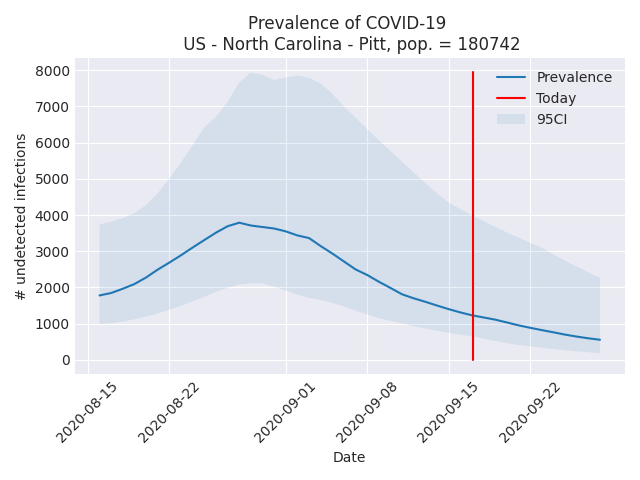 Prevalence of COVID-19
US - North Carolina - Pitt, pop. = 180742
# undetected infections
8000
7000
6000
5000
4000
3000
2000
1000
0
Prevalence
Today
95CI
2020-08-15
2020-08-22
2020-09-01
2020-09-08
2020-09-15
2020-09-22
Date